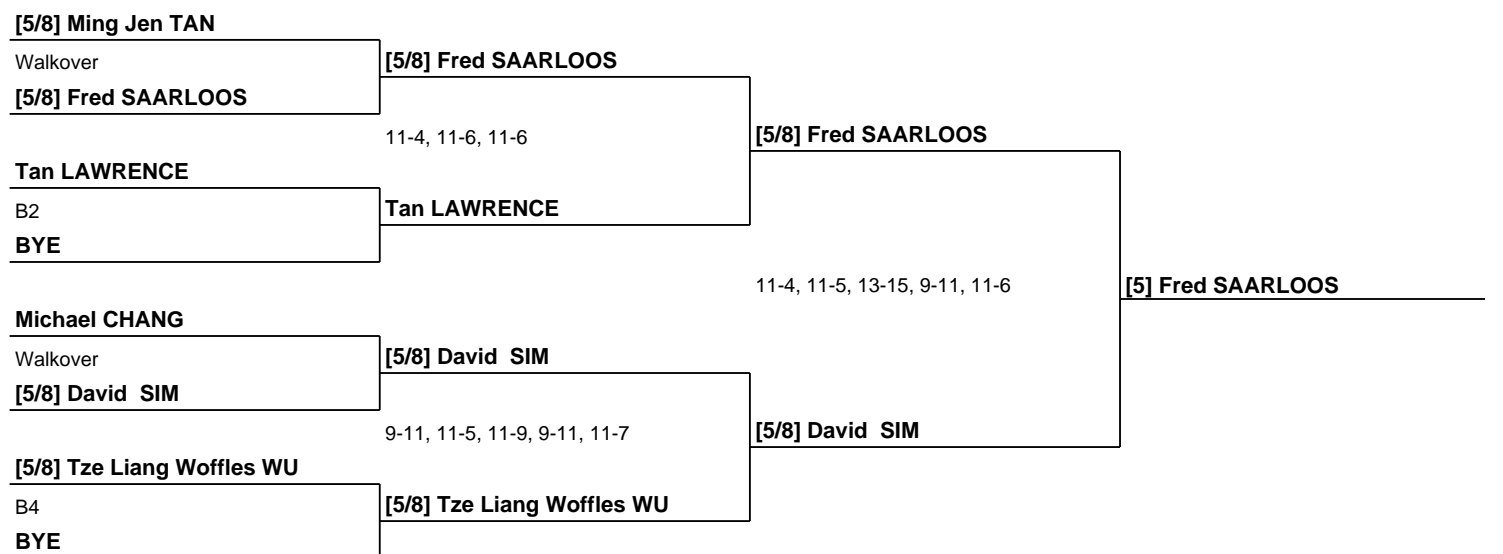 [5/8] Ming Jen TAN
Walkover
[5/8] Fred SAARLOOS
[5/8] Fred SAARLOOS
11-4, 11-6, 11-6
[5/8] Fred SAARLOOS
Tan LAWRENCE
B2
Tan LAWRENCE
BYE
11-4, 11-5, 13-15, 9-11, 11-6
[5] Fred SAARLOOS
Michael CHANG
Walkover
[5/8] David  SIM
[5/8] David  SIM
9-11, 11-5, 11-9, 9-11, 11-7
[5/8] David  SIM
[5/8] Tze Liang Woffles WU
B4
[5/8] Tze Liang Woffles WU
BYE